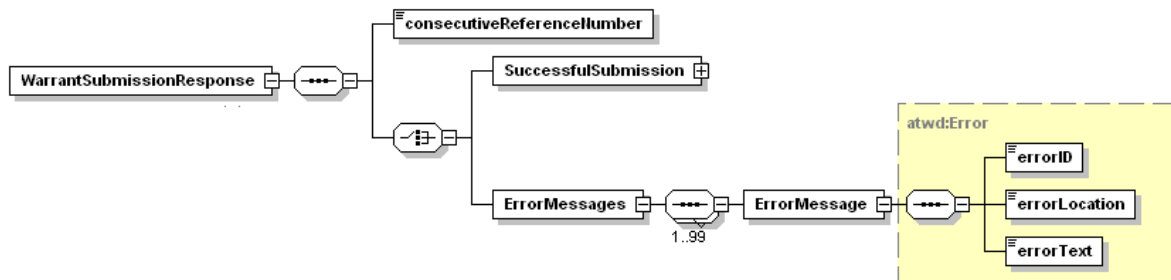 consecutiveReferenceNumber
WarrantSubmissionResponse
SuccessfulSubmission
atwd:Error
errorID
ErrorMessages
1..99
ErrorMessage
errorLocation
errorText